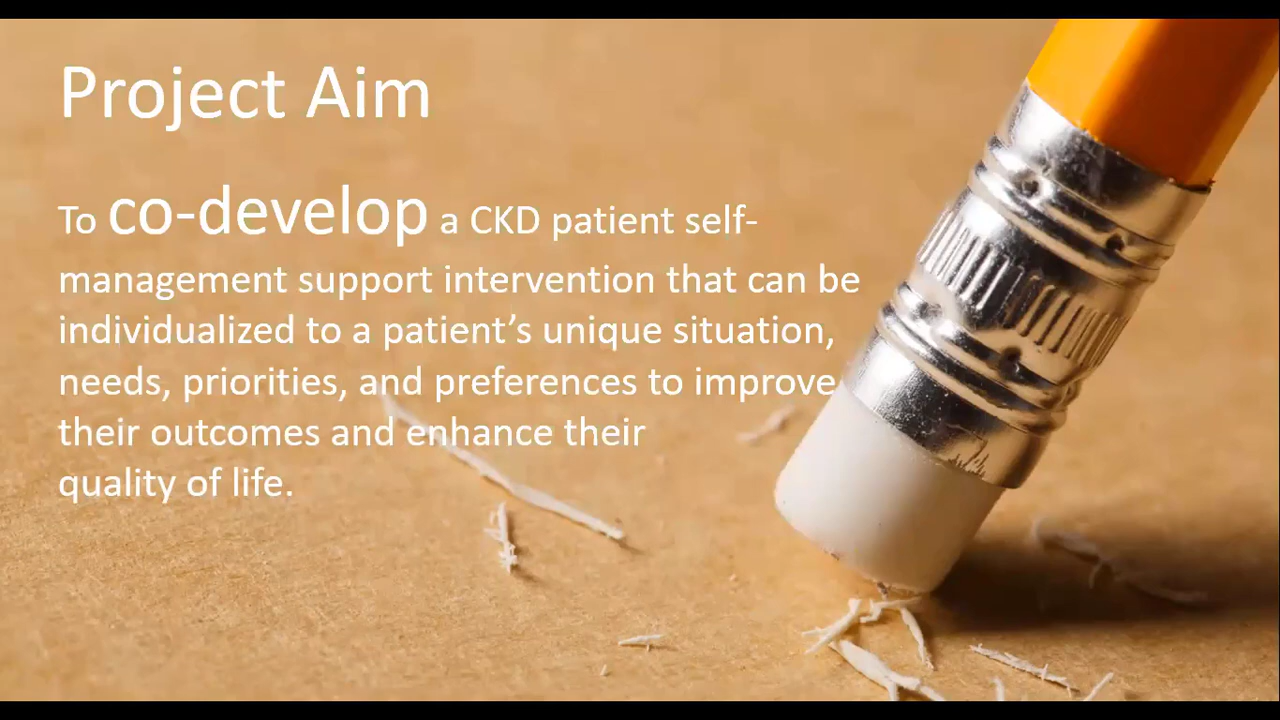 Project Aim
To co-develop a CKD patient self-
management support intervention that can be
individualized to a patient’s unique situation,
needs, priorities, and preferences to improve
their outcomes and enhance their
quality of life.